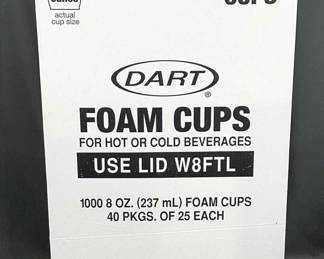 actual
cup size
DART®
FOAM CUPS
FOR HOT OR COLD BEVERAGES
USE LID W8FTL
1000 8 OZ. (237 mL) FOAM CUPS
40 PKGS. OF 25 EACH